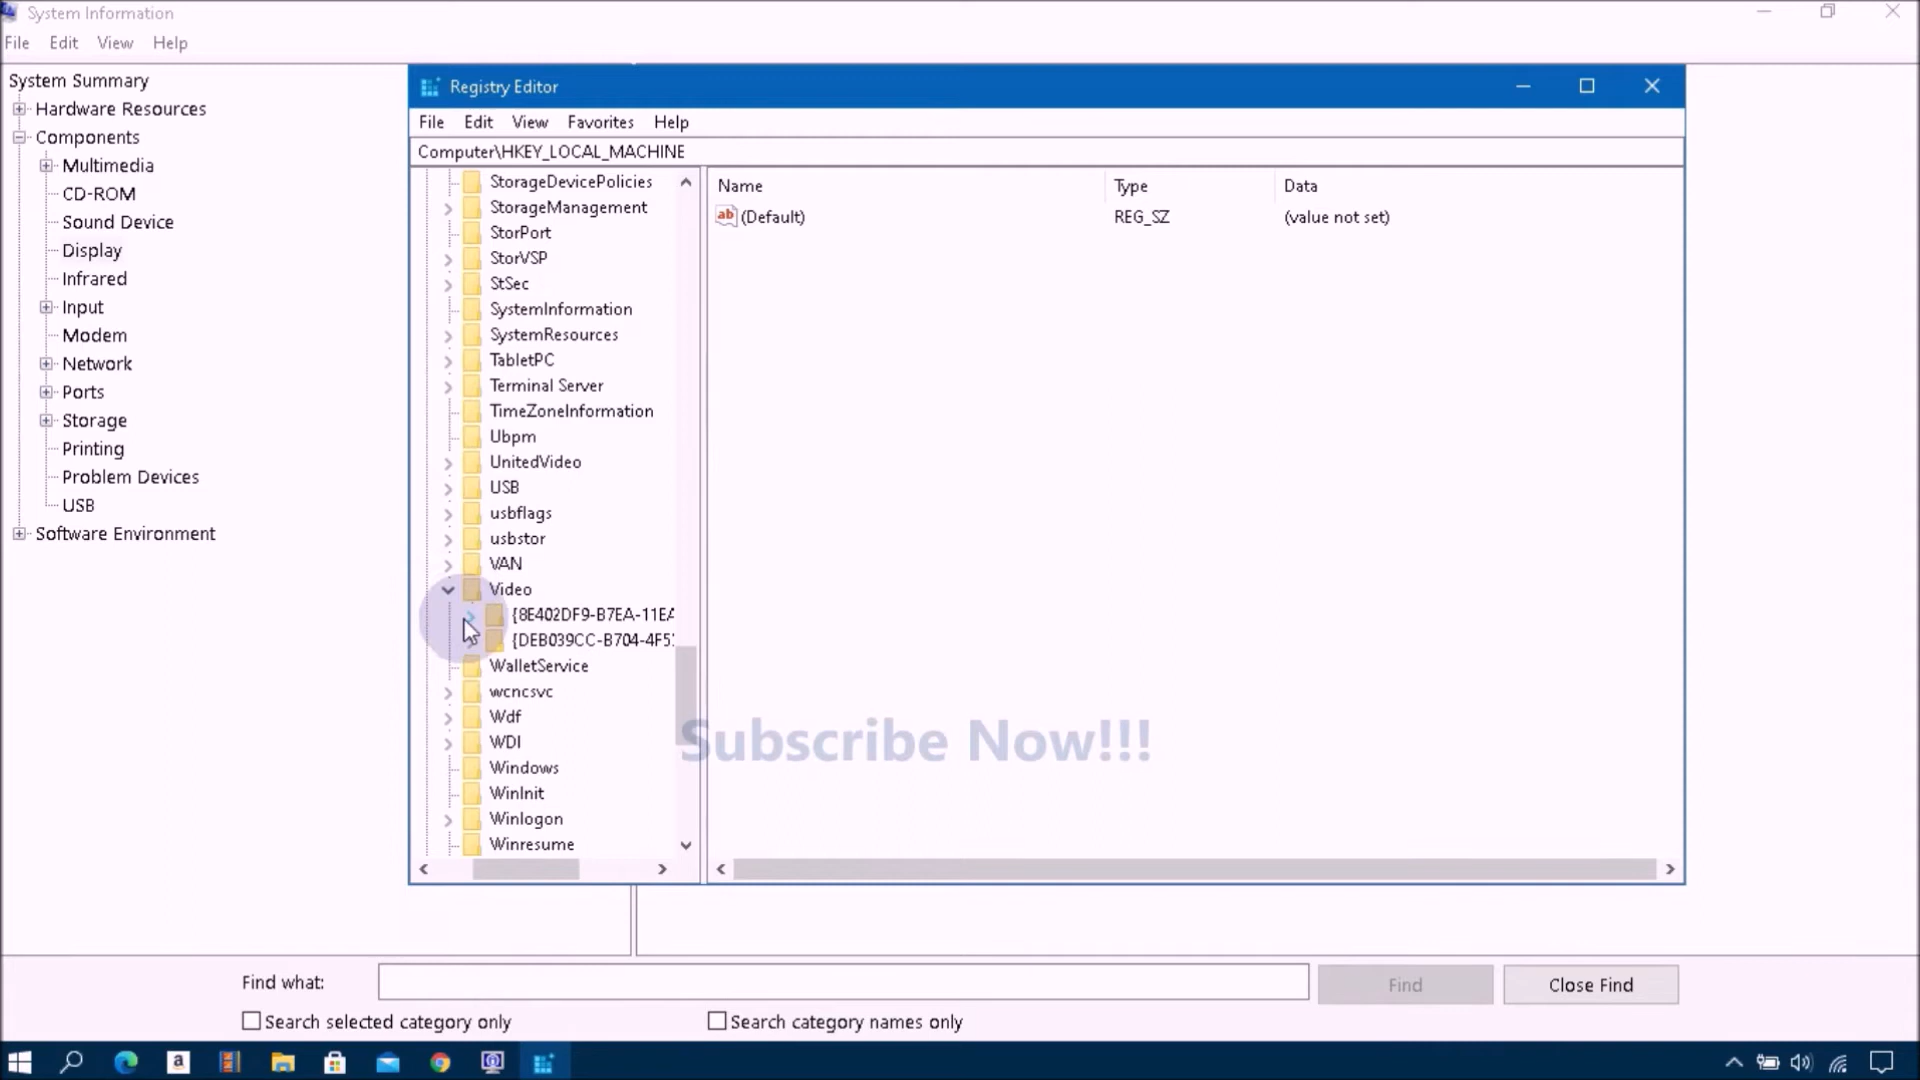 System Information
File Edit View Help
System Summary
Hardware Resources
Components
Multimedia
CD-ROM
Sound Device
Display
Infrared
Input
Modem
Network
Ports
Storage
Printing
Problem Devices
USB
Software Environment
Registry Editor
File Edit View Favorites Help
Computer\HKEY_LOCAL_MACHINE
StorageDevicePolicies
StorageManagement
StorPort
StorVSP
StSec
SystemInformation
SystemResources
TabletPC
Terminal Server
TimeZoneInformation
Ubpm
UnitedVideo
USB
usbflags
usbstor
VAN
Video
{8E402DF9-B7EA-11EA
{DEB039CC-B704-4F5
WalletService
wcncsvc
Wdf
WDI
Windows
WinInit
Winlogon
Winresume
Name Type Data
ab (Default) REG_SZ (value not set)
Subscribe Now!!!
Find what:
Find
Close Find
Search selected category only
Search category names only
a